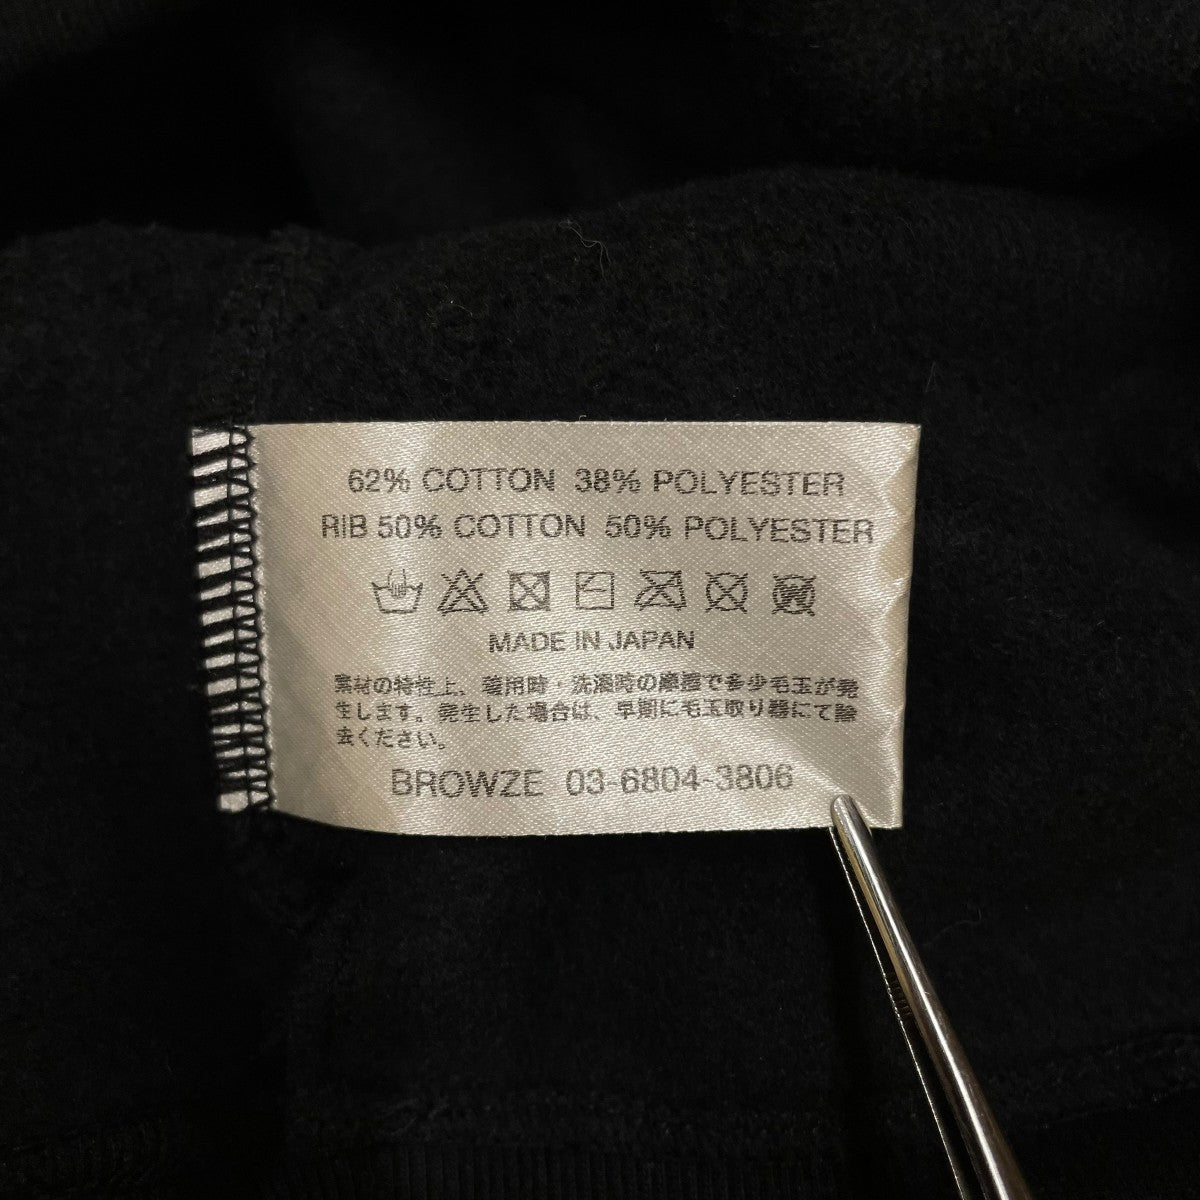 62% COTTON 38% POLYESTER
RIB 50% COTTON 50% POLYESTER
MADE IN JAPAN
素材の特性上、着用時・洗濯時の摩擦で多少毛玉が発
生します。発生した場合は、早期に毛玉取り器にて除
去ください。
BROWZE 03-6804-3806